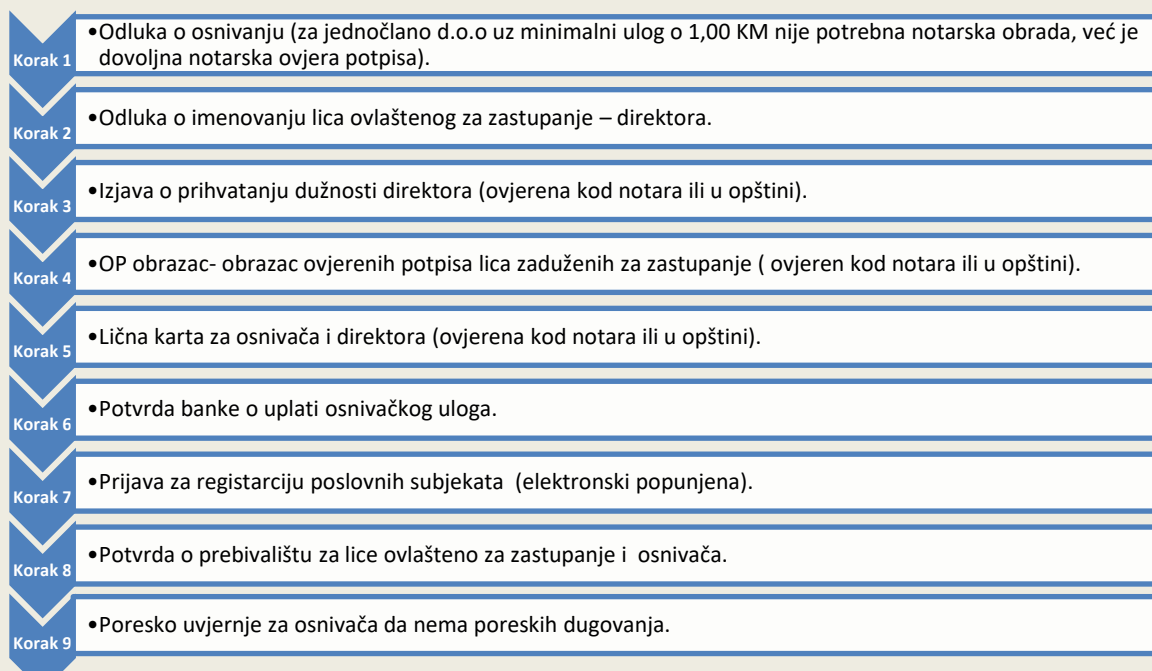 Korak 1
•Odluka o osnivanju (za jednočlano d.o.o uz minimalni ulog o 1,00 KM nije potrebna notarska obrada, već je
dovoljna notarska ovjera potpisa).
Korak 2
•Odluka o imenovanju lica ovlaštenog za zastupanje – direktora.
Korak 3
•Izjava o prihvatanju dužnosti direktora (ovjerena kod notara ili u opštini).
Korak 4
•OP obrazac- obrazac ovjerenih potpisa lica zaduženih za zastupanje ( ovjeren kod notara ili u opštini).
Korak 5
•Lična karta za osnivača i direktora (ovjerena kod notara ili u opštini).
Korak 6
•Potvrda banke o uplati osnivačkog uloga.
Korak 7
•Prijava za registarciju poslovnih subjekata  (elektronski popunjena).
Korak 8
•Potvrda o prebivalištu za lice ovlašteno za zastupanje i  osnivača.
Korak 9
•Poresko uvjernje za osnivača da nema poreskih dugovanja.